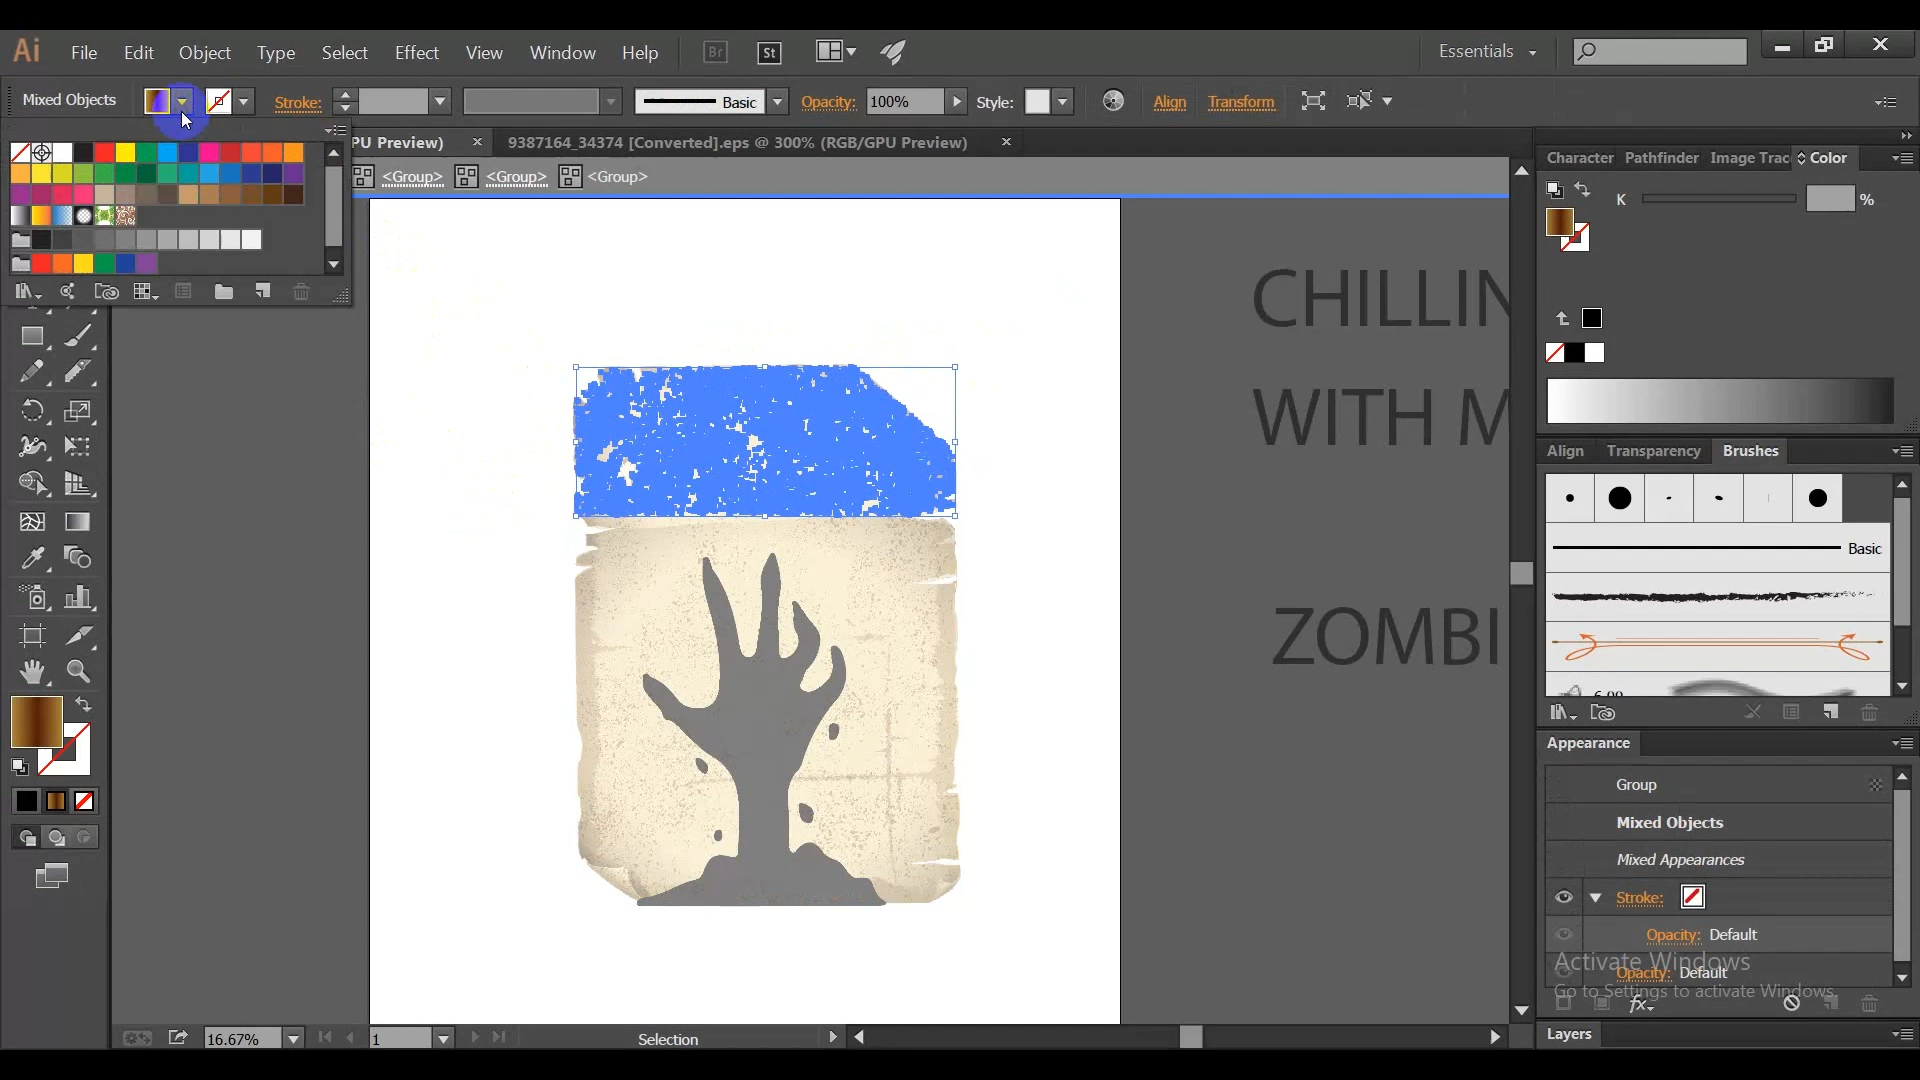 Ai File Edit Object Type Select Effect View Window Help Br St Essentials
Mixed Objects Stroke: Basic Opacity: 100% Style: Align Transform
PU Preview) × 9387164_34374 [Converted].eps @ 300% (RGB/GPU Preview) ×
<Group> <Group> <Group>
Character Pathfinder Image Trac Color
K %
CHILLIN
WITH M
ZOMBI
Align Transparency Brushes
Basic
6.00
Appearance
Group
Mixed Objects
Mixed Appearances
Stroke:
Opacity: Default
Opacity: Default
Activate Windows
Go to Settings to activate Windows.
fx
Layers
16.67% 1 Selection